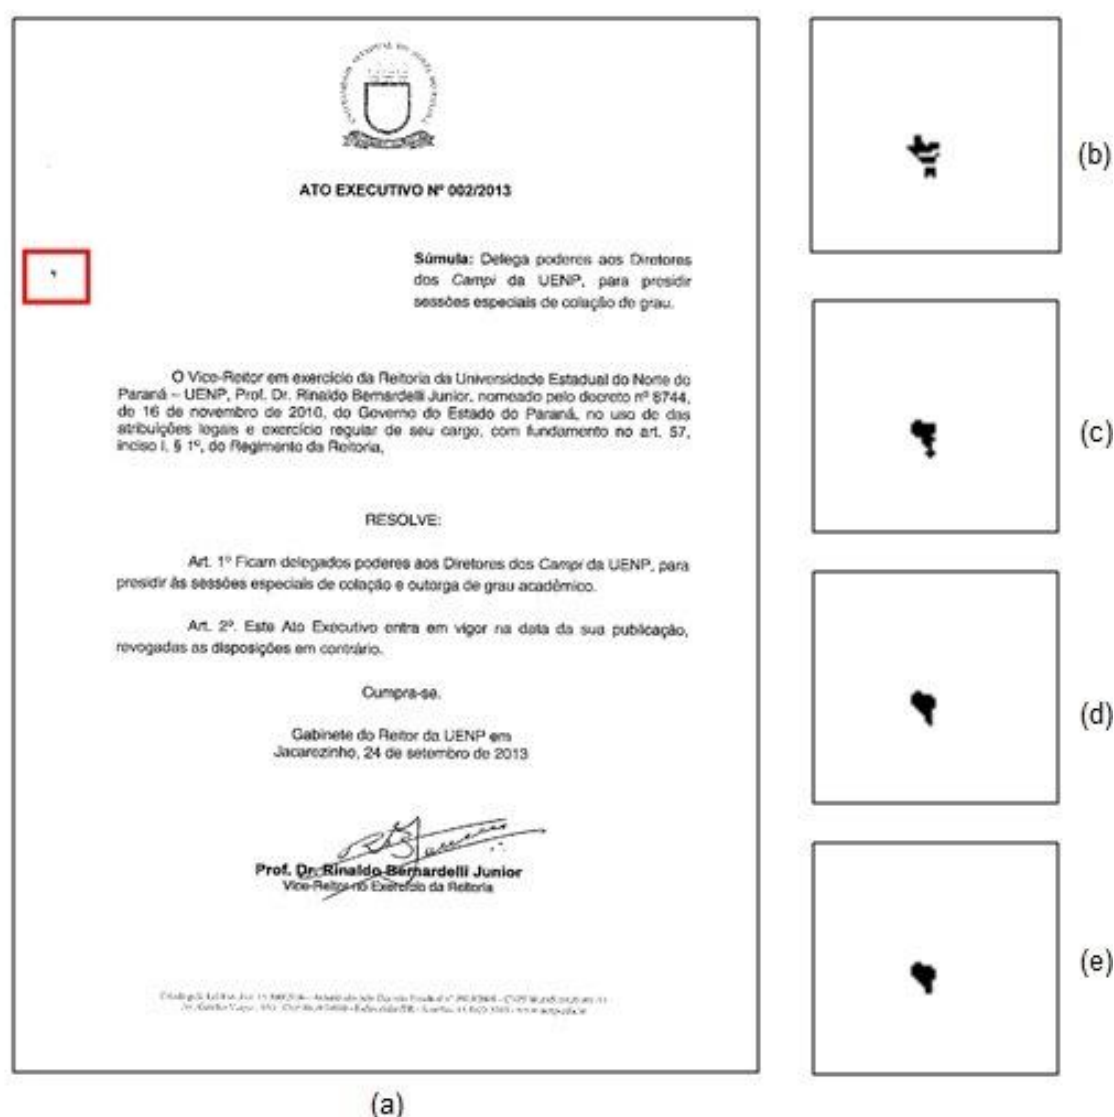 ATO EXECUTIVO Nº 002/2013
Súmula: Delega poderes aos Diretores
dos Campi da UENP, para presidir
sessões especiais de colação de grau.
O Vice-Reitor em exercício da Reitoria da Universidade Estadual do Norte do
Paraná – UENP, Prof. Dr. Rinaldo Bernardelli Junior, nomeado pelo decreto nº 8744,
de 16 de novembro de 2010, do Governo do Estado do Paraná, no uso de das
atribuições legais e exercício regular de seu cargo, com fundamento no art. 57,
inciso I, § 1º, do Regimento da Reitoria,
RESOLVE:
Art. 1º Ficam delegados poderes aos Diretores dos Campi da UENP, para
presidir às sessões especiais de colação e outorga de grau acadêmico.
Art. 2º. Este Ato Executivo entra em vigor na data da sua publicação,
revogadas as disposições em contrário.
Cumpra-se.
Gabinete do Reitor da UENP em
Jacarezinho, 24 de setembro de 2013
Prof. Dr. Rinaldo Bernardelli Junior
Vice-Reitor no Exercício da Reitoria
(a)
(b)
(c)
(d)
(e)